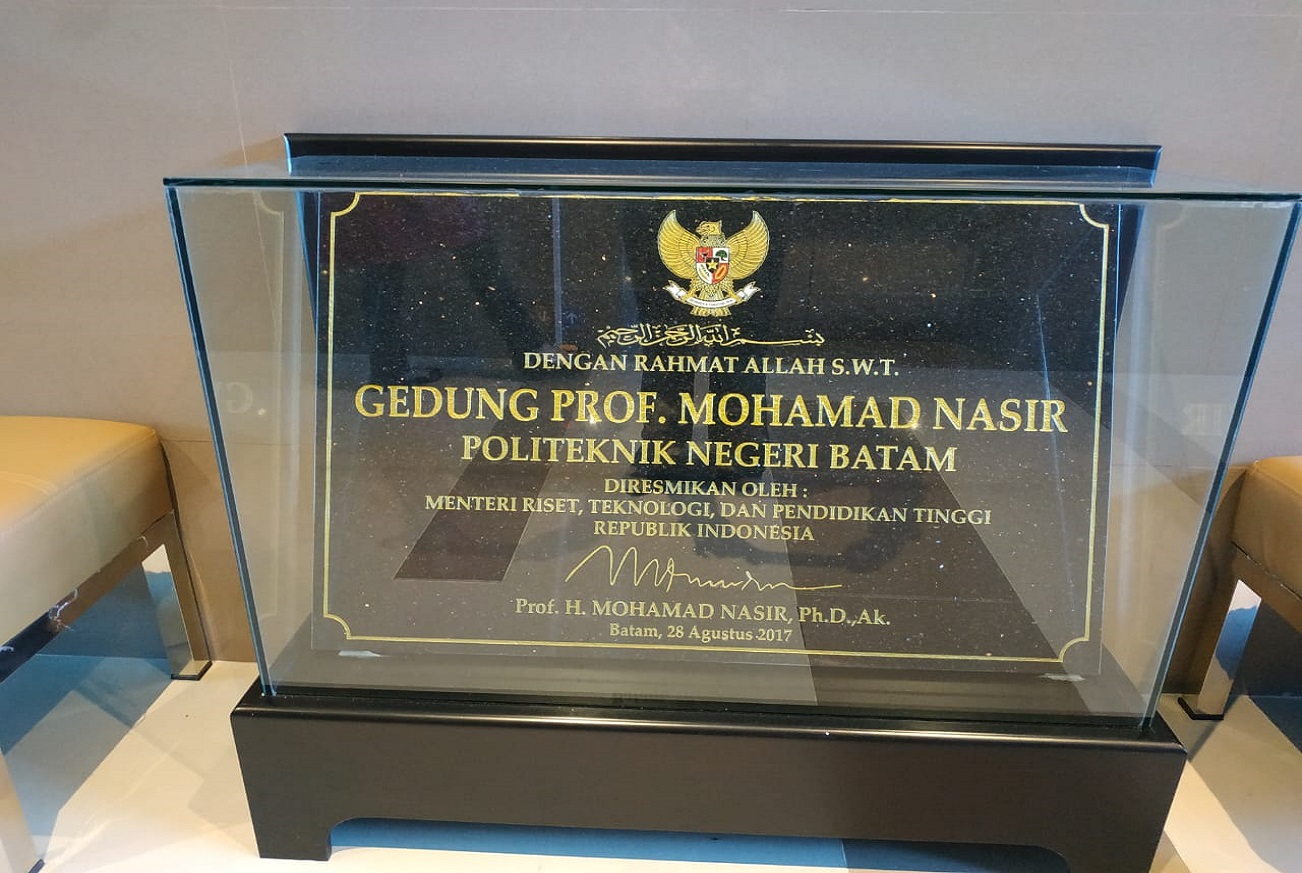 بسم الله الرحمن الرحيم
DENGAN RAHMAT ALLAH S.W.T.
GEDUNG PROF. MOHAMAD NASIR
POLITEKNIK NEGERI BATAM
DIRESMIKAN OLEH :
MENTERI RISET, TEKNOLOGI, DAN PENDIDIKAN TINGGI
REPUBLIK INDONESIA
Prof. H. MOHAMAD NASIR, Ph.D.,Ak.
Batam, 28 Agustus 2017